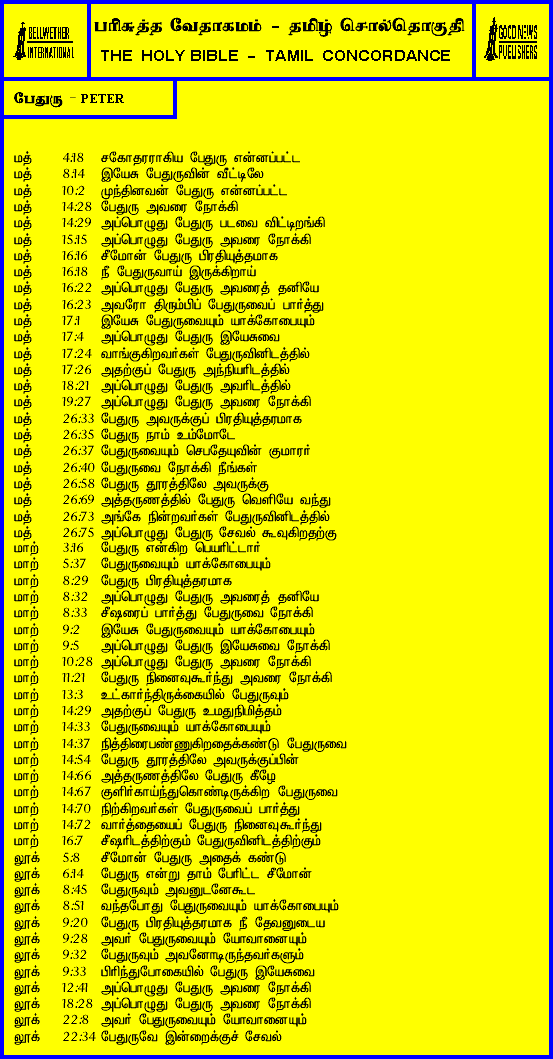 BELLWETHER
INTERNATIONAL
பரிசுத்த வேதாகமம் - தமிழ் சொல்தொகுதி
THE HOLY BIBLE - TAMIL CONCORDANCE
GOOD NEWS
PUBLISHERS
பேதுரு - PETER
மத் 4:18 சகோதரராகிய பேதுரு என்னப்பட்ட
மத் 8:14 இயேசு பேதுருவின் வீட்டிலே
மத் 10:2 முந்தினவன் பேதுரு என்னப்பட்ட
மத் 14:28 பேதுரு அவரை நோக்கி
மத் 14:29 அப்பொழுது பேதுரு படவை விட்டிறங்கி
மத் 15:15 அப்பொழுது பேதுரு அவரை நோக்கி
மத் 16:16 சீமோன் பேதுரு பிரதியுத்தமாக
மத் 16:18 நீ பேதுருவாய் இருக்கிறாய்
மத் 16:22 அப்பொழுது பேதுரு அவரைத் தனியே
மத் 16:23 அவரோ திரும்பிப் பேதுருவைப் பார்த்து
மத் 17:1 இயேசு பேதுருவையும் யாக்கோபையும்
மத் 17:4 அப்பொழுது பேதுரு இயேசுவை
மத் 17:24 வாங்குகிறவர்கள் பேதுருவினிடத்தில்
மத் 17:26 அதற்குப் பேதுரு அந்நியரிடத்தில்
மத் 18:21 அப்பொழுது பேதுரு அவரிடத்தில்
மத் 19:27 அப்பொழுது பேதுரு அவரை நோக்கி
மத் 26:33 பேதுரு அவருக்குப் பிரதியுத்தரமாக
மத் 26:35 பேதுரு நாம் உம்மோடே
மத் 26:37 பேதுருவையும் செபதேயுவின் குமாரர்
மத் 26:40 பேதுருவை நோக்கி நீங்கள்
மத் 26:58 பேதுரு தூரத்திலே அவருக்கு
மத் 26:69 அத்தருணத்தில் பேதுரு வெளியே வந்து
மத் 26:73 அங்கே நின்றவர்கள் பேதுருவினிடத்தில்
மத் 26:75 அப்பொழுது பேதுரு சேவல் கூவுகிறதற்கு
மாற் 3:16 பேதுரு என்கிற பெயரிட்டார்
மாற் 5:37 பேதுருவையும் யாக்கோபையும்
மாற் 8:29 பேதுரு பிரதியுத்தரமாக
மாற் 8:32 அப்பொழுது பேதுரு அவரைத் தனியே
மாற் 8:33 சீஷரைப் பார்த்து பேதுருவை நோக்கி
மாற் 9:2 இயேசு பேதுருவையும் யாக்கோபையும்
மாற் 9:5 அப்பொழுது பேதுரு இயேசுவை நோக்கி
மாற் 10:28 அப்பொழுது பேதுரு அவரை நோக்கி
மாற் 11:21 பேதுரு நினைவுகூர்ந்து அவரை நோக்கி
மாற் 13:3 உட்கார்ந்திருக்கையில் பேதுருவும்
மாற் 14:29 அதற்குப் பேதுரு உமதுநிமித்தம்
மாற் 14:33 பேதுருவையும் யாக்கோபையும்
மாற் 14:37 நித்திரைபண்ணுகிறதைக்கண்டு பேதுருவை
மாற் 14:54 பேதுரு தூரத்திலே அவருக்குப்பின்
மாற் 14:66 அத்தருணத்திலே பேதுரு கீழே
மாற் 14:67 குளிர்காய்ந்துகொண்டிருக்கிற பேதுருவை
மாற் 14:70 நிற்கிறவர்கள் பேதுருவைப் பார்த்து
மாற் 14:72 வார்த்தையைப் பேதுரு நினைவுகூர்ந்து
மாற் 16:7 சீஷரிடத்திற்கும் பேதுருவினிடத்திற்கும்
லூக் 5:8 சீமோன் பேதுரு அதைக் கண்டு
லூக் 6:14 பேதுரு என்று தாம் பேரிட்ட சீமோன்
லூக் 8:45 பேதுருவும் அவனுடனேகூட
லூக் 8:51 வந்தபோது பேதுருவையும் யாக்கோபையும்
லூக் 9:20 பேதுரு பிரதியுத்தரமாக நீ தேவனுடைய
லூக் 9:28 அவர் பேதுருவையும் யோவானையும்
லூக் 9:32 பேதுருவும் அவனோடிருந்தவர்களும்
லூக் 9:33 பிரிந்துபோகையில் பேதுரு இயேசுவை
லூக் 12:41 அப்பொழுது பேதுரு அவரை நோக்கி
லூக் 18:28 அப்பொழுது பேதுரு அவரை நோக்கி
லூக் 22:8 அவர் பேதுருவையும் யோவானையும்
லூக் 22:34 பேதுருவே இன்றைக்குச் சேவல்